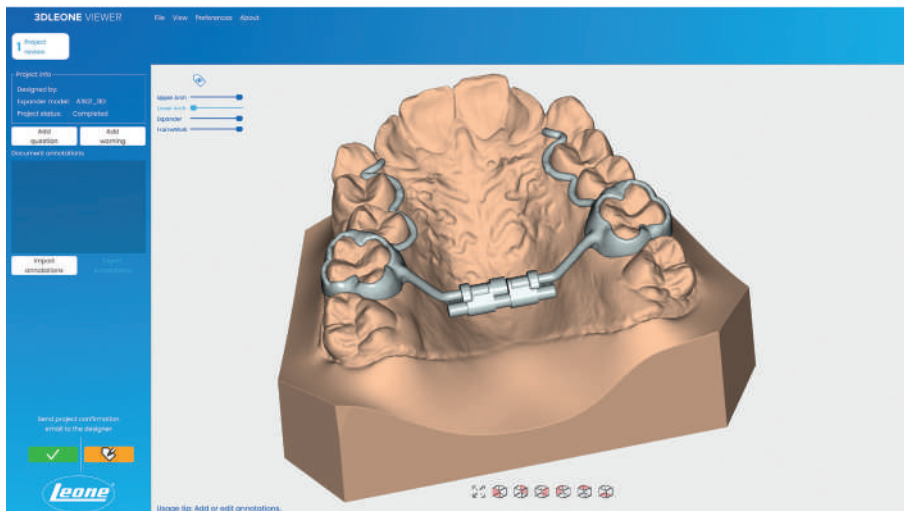 3DLEONE VIEWER
File View Preferences About
1 Project
review
Project info
Designed by:
Expander model:
Project status: Completed
Add
question
Add
warning
Document annotations
Import
annotations
Export
annotations
Upper Arch
Lower Arch
Expander
Framework
Send project confirmation
email to the designer
Leone®
Usage tip: Add or edit annotations.